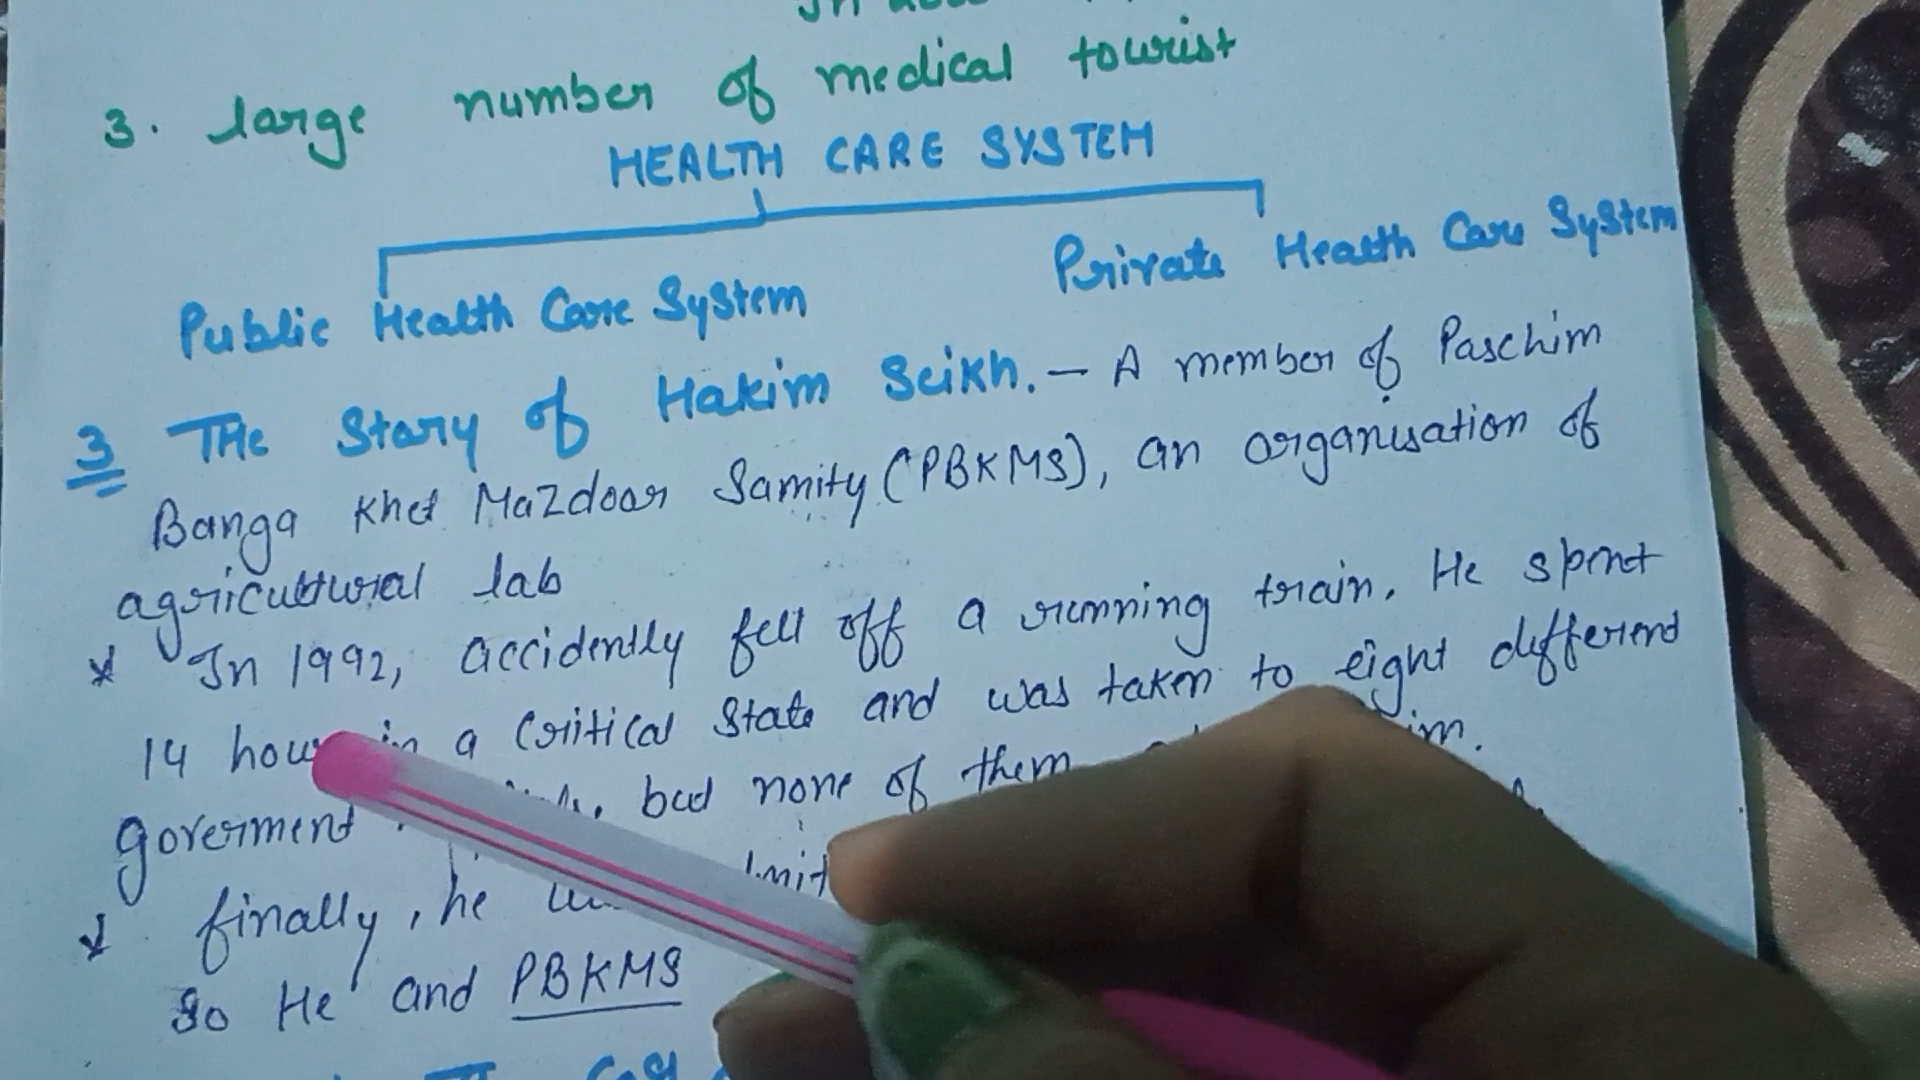 3. large number of medical tourist
HEALTH CARE SYSTEM
Public Health Care System Private Health Care System
3 THe Story of Hakim Seikh. – A member of Paschim
Banga Khet Mazdoor Samity (PBKMS), an organisation of
agricultural lab
* In 1992, accidently fell off a running train. He spent
14 hour in a critical state and was taken to eight different
goverment but none of them
finally, he
So He and PBKMS